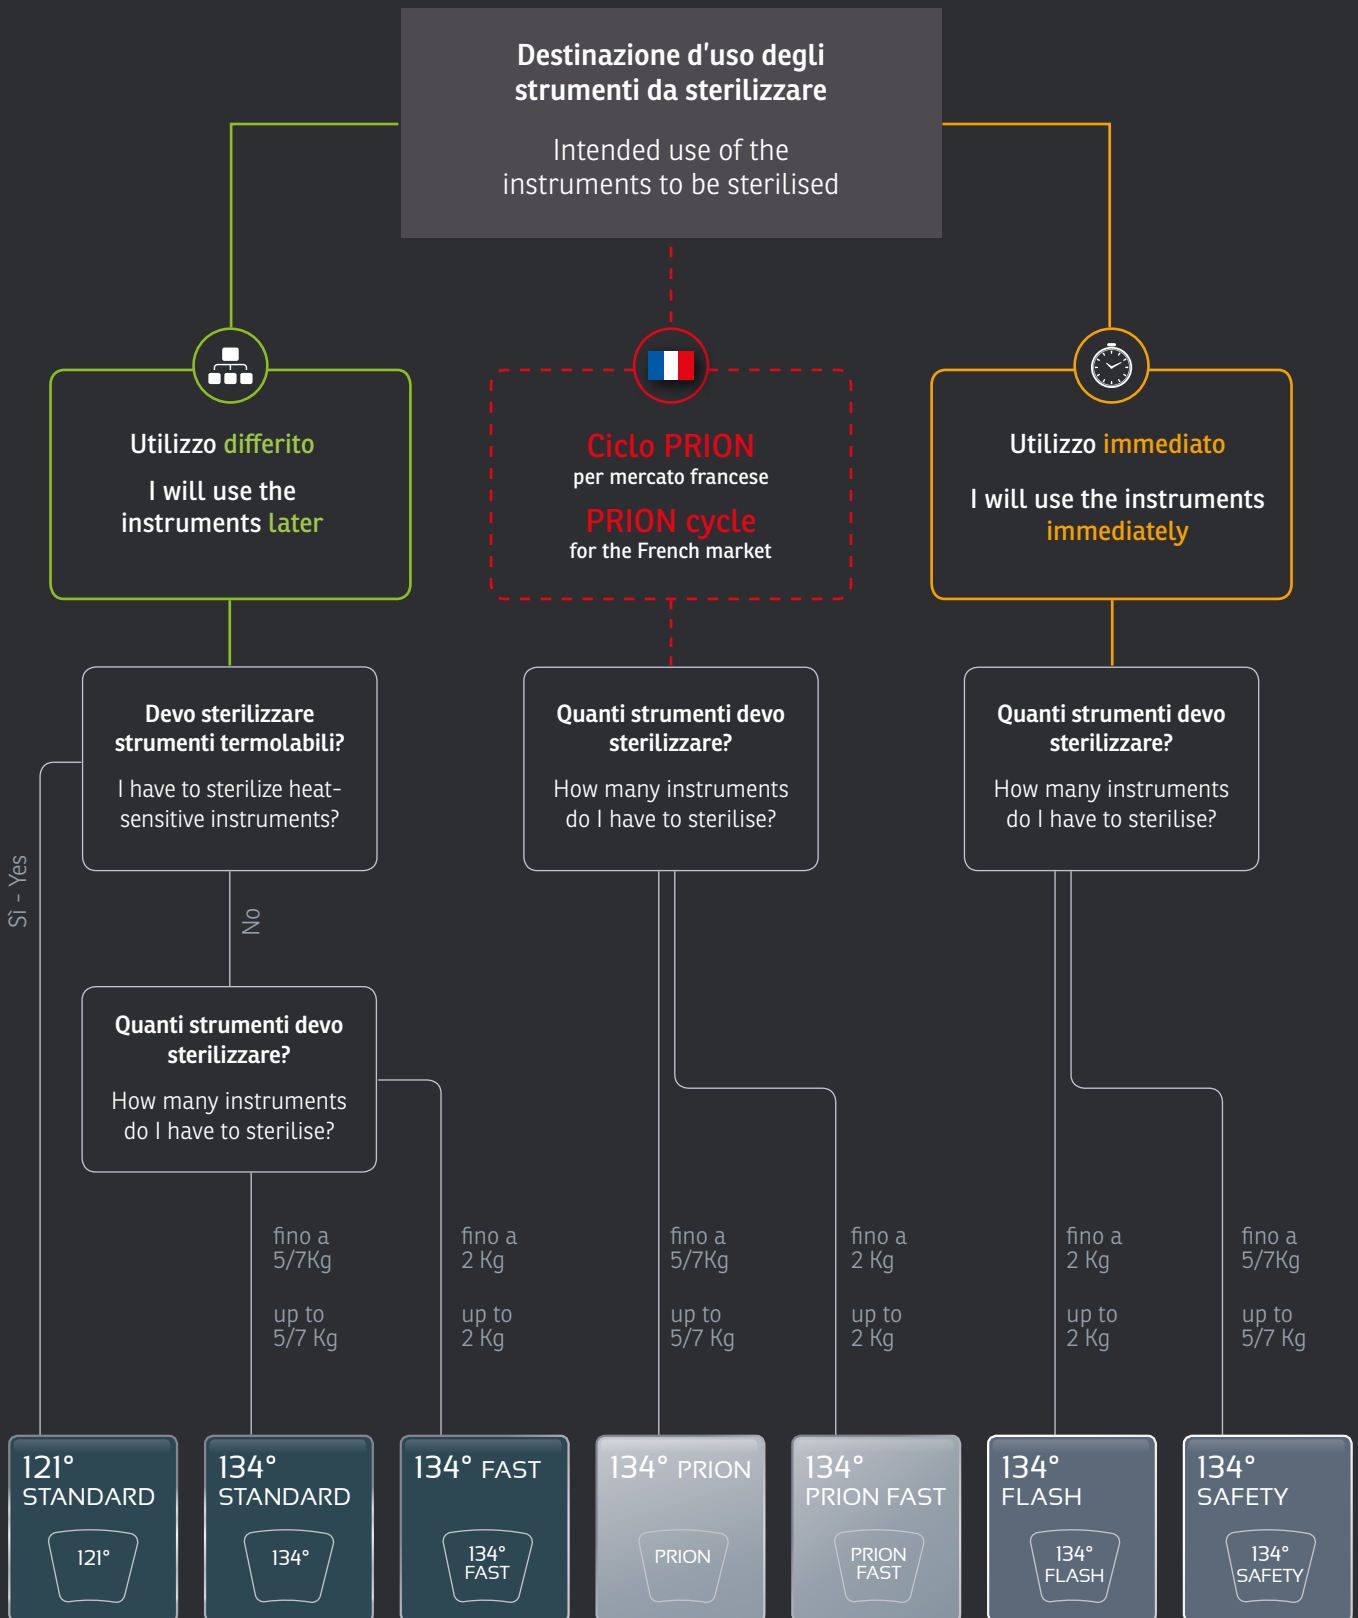 Destinazione d'uso degli
strumenti da sterilizzare
Intended use of the
instruments to be sterilised
Utilizzo differito
I will use the
instruments later
Ciclo PRION
per mercato francese
PRION cycle
for the French market
Utilizzo immediato
I will use the instruments
immediately
Devo sterilizzare
strumenti termolabili?
I have to sterilize heat-
sensitive instruments?
Quanti strumenti devo
sterilizzare?
How many instruments
do I have to sterilise?
Quanti strumenti devo
sterilizzare?
How many instruments
do I have to sterilise?
Sì - Yes
No
Quanti strumenti devo
sterilizzare?
How many instruments
do I have to sterilise?
fino a
5/7Kg
up to
5/7 Kg
fino a
2 Kg
up to
2 Kg
fino a
5/7Kg
up to
5/7 Kg
fino a
2 Kg
up to
2 Kg
fino a
2 Kg
up to
2 Kg
fino a
5/7Kg
up to
5/7 Kg
121°
STANDARD
121°
134°
STANDARD
134°
134° FAST
134°
FAST
134° PRION
PRION
134°
PRION FAST
PRION
FAST
134°
FLASH
134°
FLASH
134°
SAFETY
134°
SAFETY